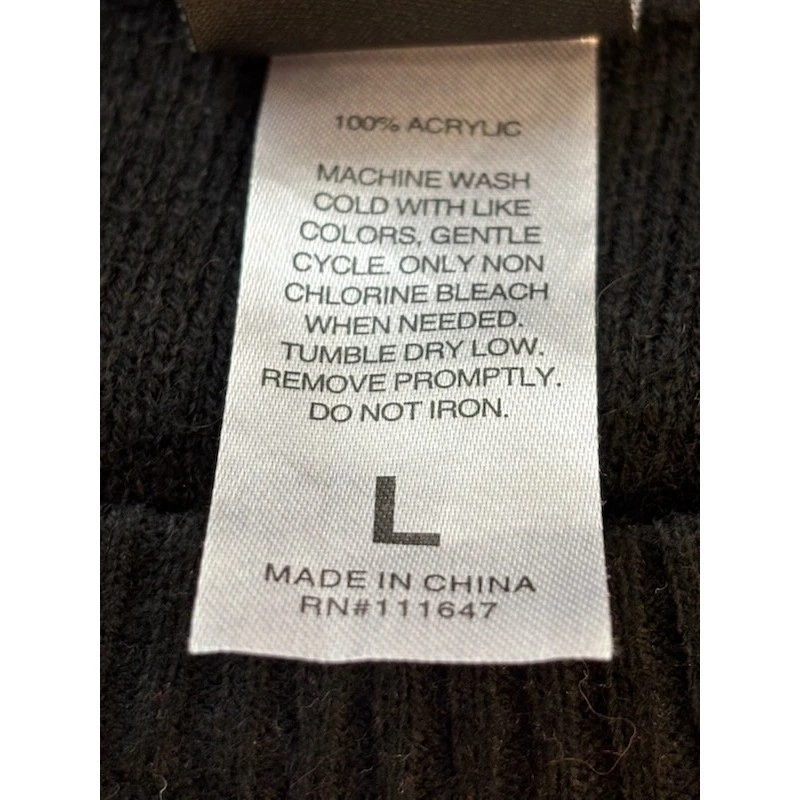 100% ACRYLIC
MACHINE WASH
COLD WITH LIKE
COLORS, GENTLE
CYCLE. ONLY NON
CHLORINE BLEACH
WHEN NEEDED.
TUMBLE DRY LOW.
REMOVE PROMPTLY.
DO NOT IRON.
L
MADE IN CHINA
RN#111647